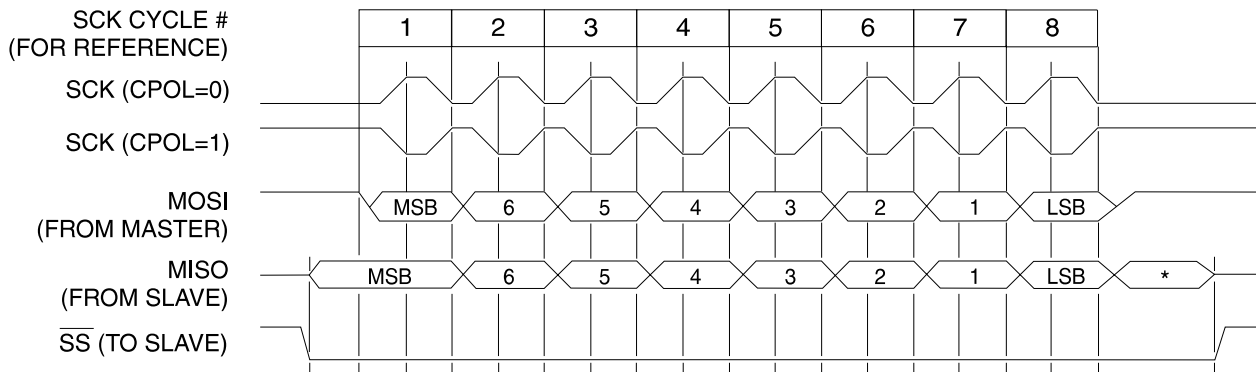 SCK CYCLE # 1 2 3 4 5 6 7 8
(FOR REFERENCE)
SCK (CPOL=0)
SCK (CPOL=1)
MOSI MSB 6 5 4 3 2 1 LSB
(FROM MASTER)
MISO MSB 6 5 4 3 2 1 LSB *
(FROM SLAVE)
SS (TO SLAVE)